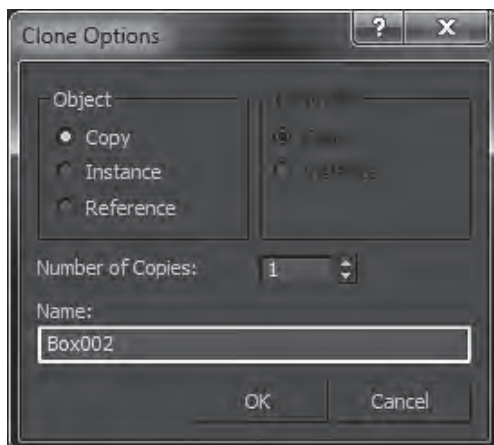 Clone Options
?
X
Object
Copy
Instance
Reference
Number of Copies:
1
Name:
Box002
OK
Cancel